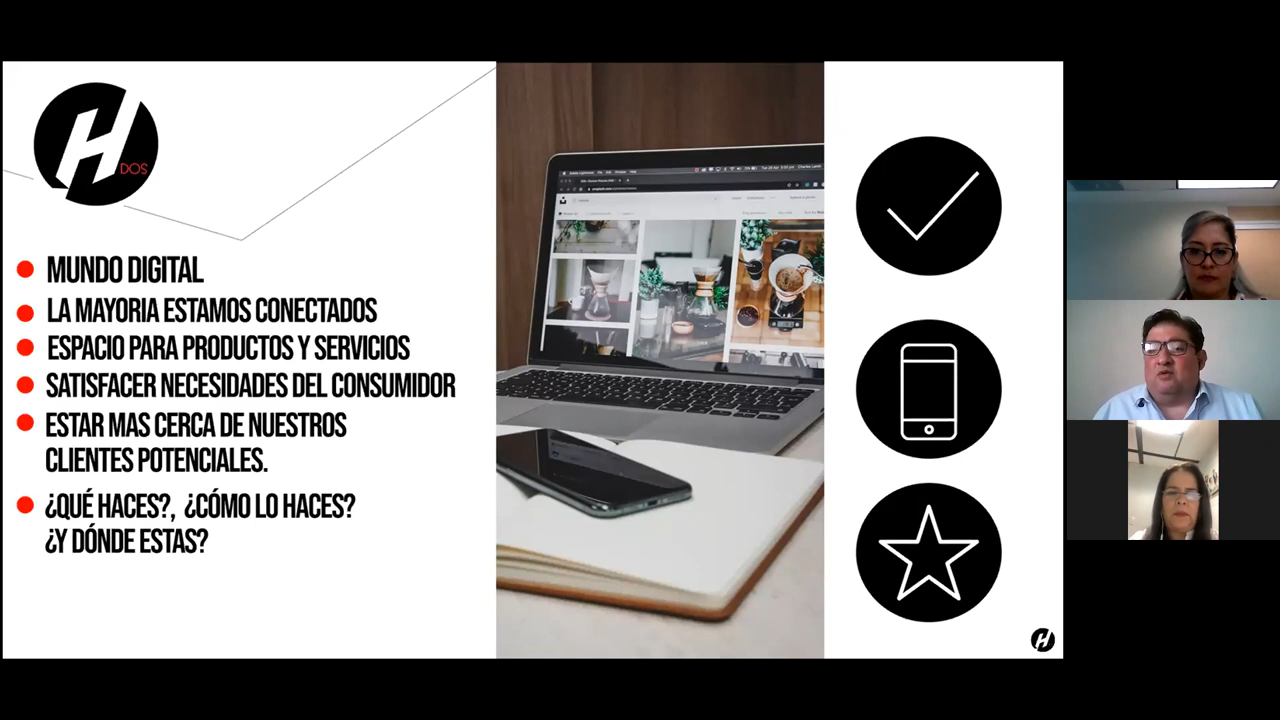 H
DOS
MUNDO DIGITAL
LA MAYORIA ESTAMOS CONECTADOS
ESPACIO PARA PRODUCTOS Y SERVICIOS
SATISFACER NECESIDADES DEL CONSUMIDOR
ESTAR MAS CERCA DE NUESTROS
CLIENTES POTENCIALES.
¿QUÉ HACES?, ¿CÓMO LO HACES?
¿Y DÓNDE ESTAS?
H